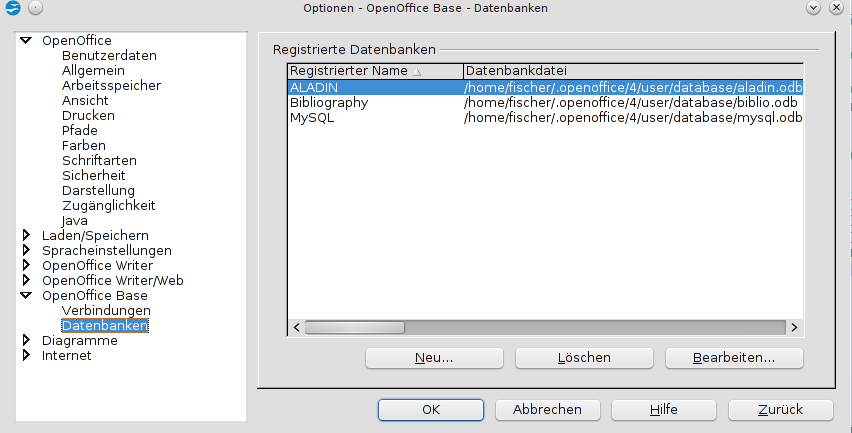 Optionen - OpenOffice Base - Datenbanken
OpenOffice
Benutzerdaten
Allgemein
Arbeitsspeicher
Ansicht
Drucken
Pfade
Farben
Schriftarten
Sicherheit
Darstellung
Zugänglichkeit
Java
Laden/Speichern
Spracheinstellungen
OpenOffice Writer
OpenOffice Writer/Web
OpenOffice Base
Verbindungen
Datenbanken
Diagramme
Internet
Registrierte Datenbanken
Registrierter Name Datenbankdatei
ALADIN /home/fischer/.openoffice/4/user/database/aladin.odb
Bibliography /home/fischer/.openoffice/4/user/database/biblio.odb
MySQL /home/fischer/.openoffice/4/user/database/mysql.odb
Neu... Löschen Bearbeiten...
OK Abbrechen Hilfe Zurück